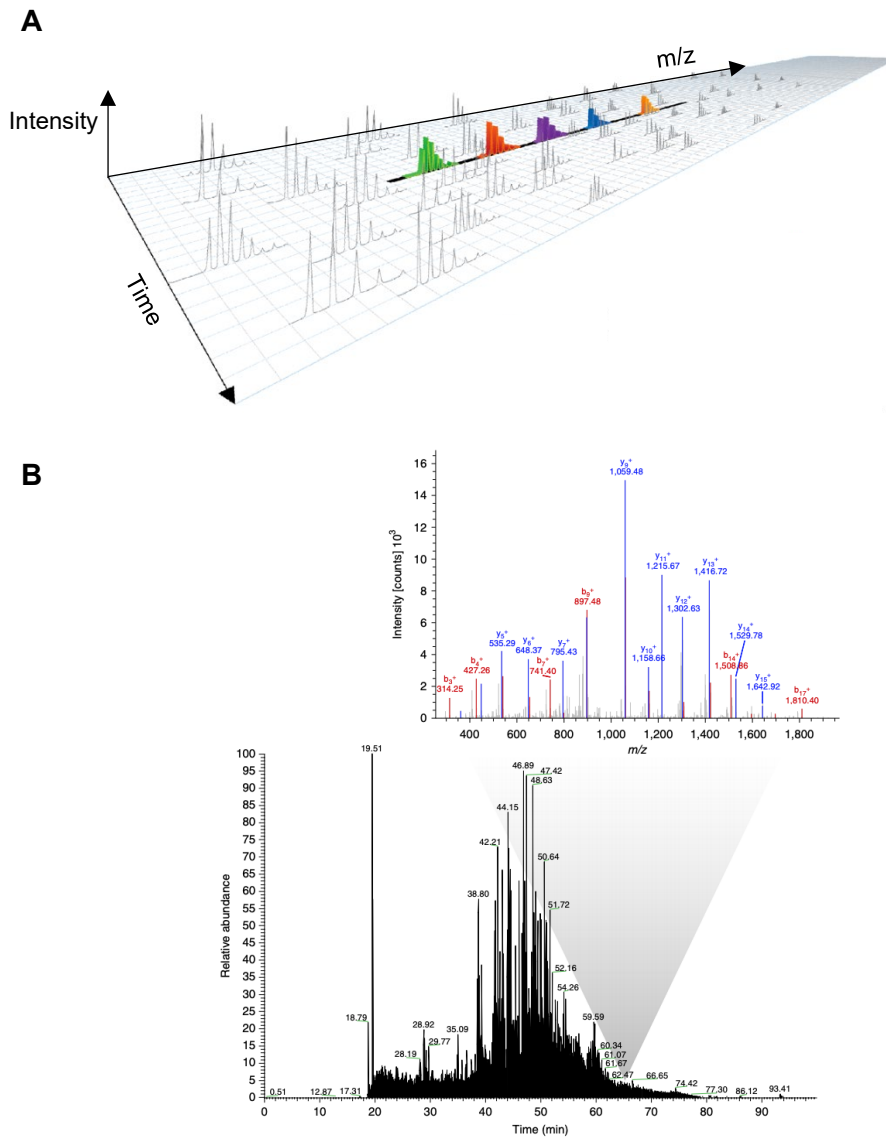 A
m/z
Intensity
Time
B
Intensity [counts] 10³
16
14
12
10
8
6
4
2
0
y₉⁺
1,059.48
y₁₁⁺
1,215.67
y₁₃⁺
1,416.72
y₁₂⁺
1,302.63
b₉⁺
897.48
y₁₄⁺
1,529.78
y₅⁺
535.29
y₆⁺
648.37
y₇⁺
795.43
y₁₀⁺
1,158.66
b₁₄⁺
1,508.86
b₄⁺
427.26
b₇⁺
741.40
y₁₅⁺
1,642.92
b₃⁺
314.25
b₁₇⁺
1,810.40
400 600 800 1,000 1,200 1,400 1,600 1,800
m/z
Relative abundance
100
95
90
85
80
75
70
65
60
55
50
45
40
35
30
25
20
15
10
5
0
19.51
46.89
47.42
48.63
44.15
42.21
50.64
38.80
51.72
52.16
54.26
18.79
28.92
59.59
35.09
29.77
28.19
60.34
61.07
61.67
62.47
66.65
0.51
12.87
17.31
74.42
77.30
86.12
93.41
0 10 20 30 40 50 60 70 80 90
Time (min)